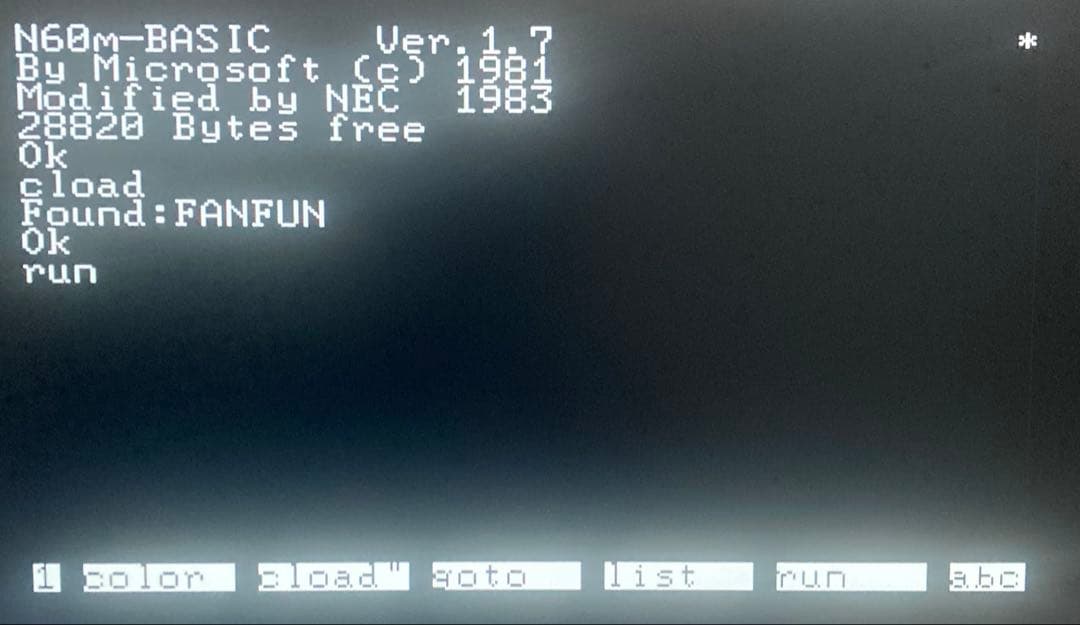 N60m-BASIC Ver.1.7 *
By Microsoft (c) 1981
Modified by NEC 1983
28820 Bytes free
Ok
cload
Found:FANFUN
Ok
run
1 color cload" goto list run abc